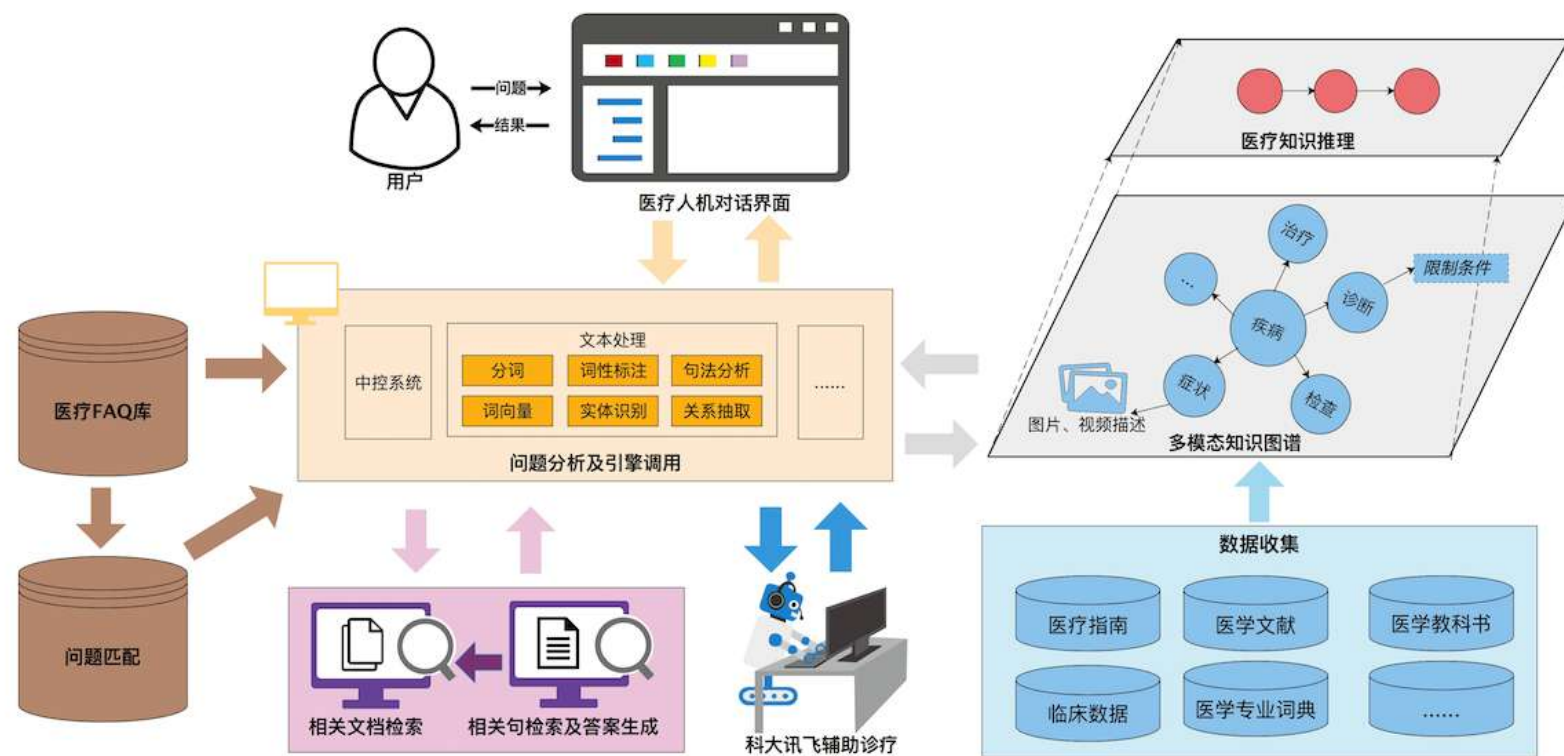 问题
结果
用户
医疗人机对话界面
医疗知识推理
治疗
...
诊断
限制条件
疾病
症状
检查
图片、视频描述
多模态知识图谱
医疗FAQ库
问题匹配
中控系统
文本处理
分词
词性标注
句法分析
词向量
实体识别
关系抽取
......
问题分析及引擎调用
相关文档检索
相关句检索及答案生成
科大讯飞辅助诊疗
数据收集
医疗指南
医学文献
医学教科书
临床数据
医学专业词典
......